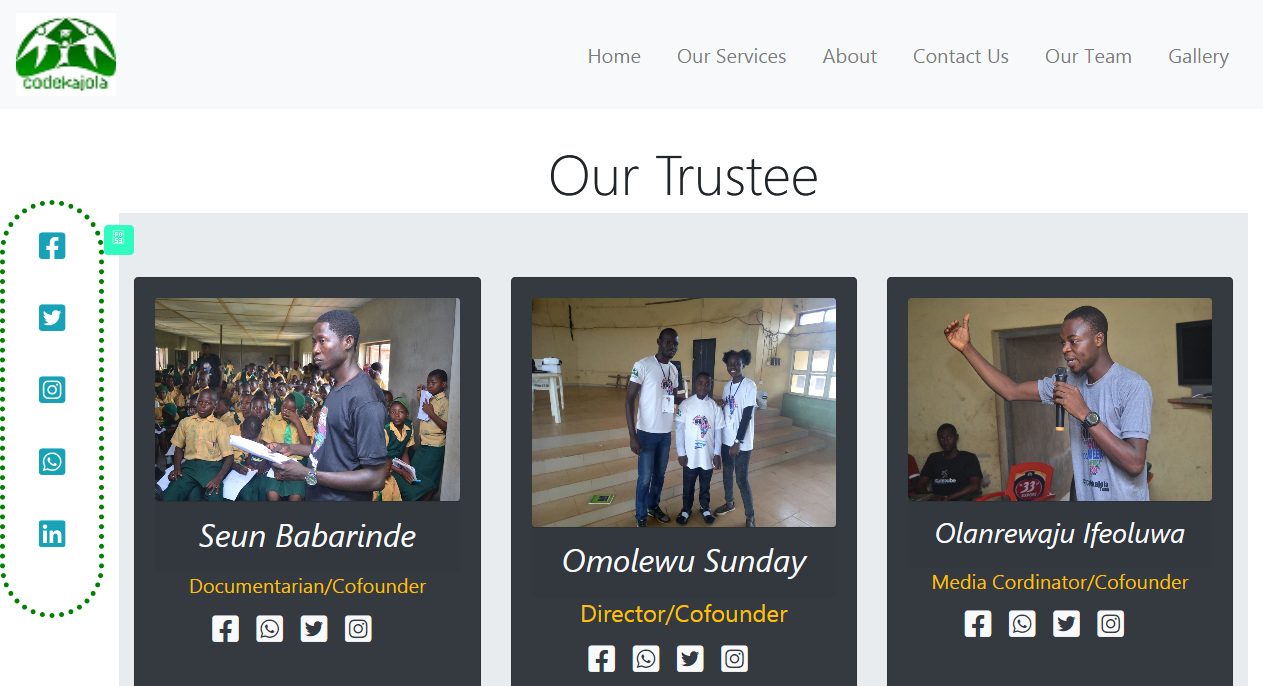 codekajola
Home Our Services About Contact Us Our Team Gallery
Our Trustee
Seun Babarinde
Documentarian/Cofounder
Omolewu Sunday
Director/Cofounder
Olanrewaju Ifeoluwa
Media Cordinator/Cofounder
"33"